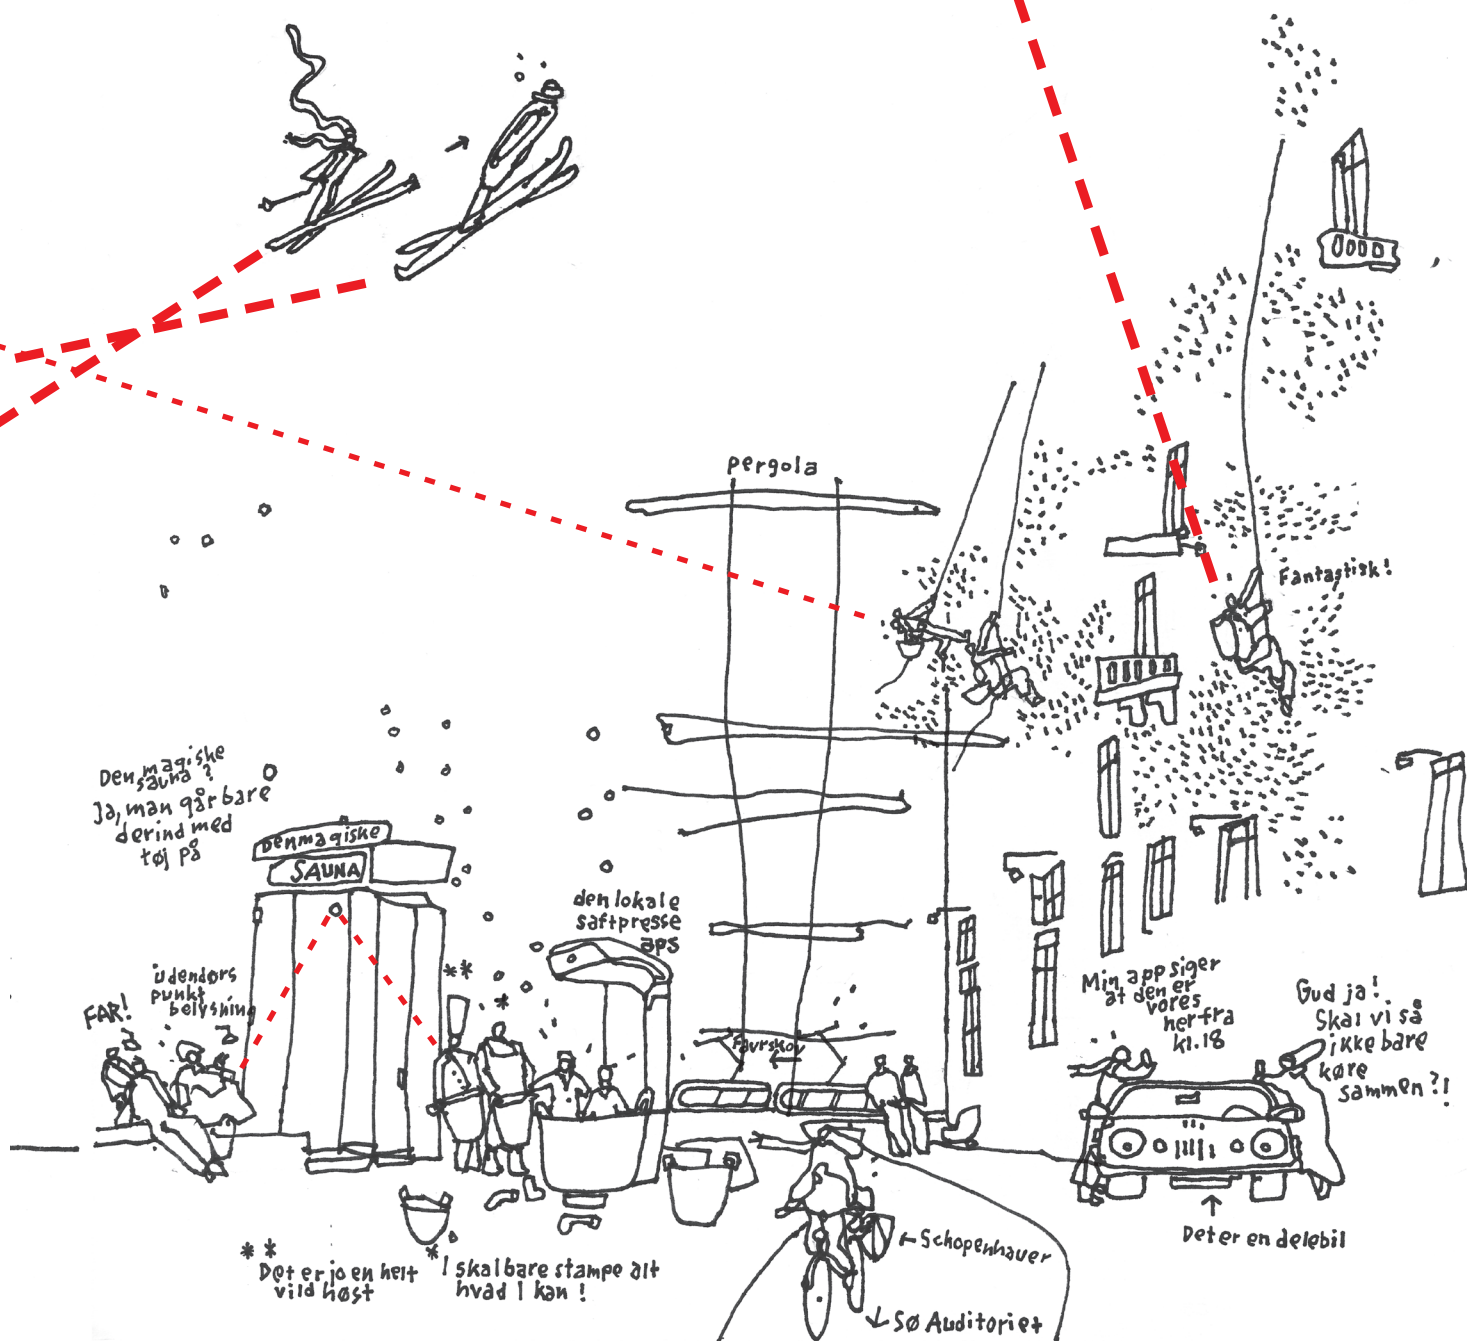 pergola
Fantastisk!
Den magiske
sauna?
Ja, man går bare
derind med
tøj på
Den magiske
SAUNA
den lokale
saftpresse
aps
udendørs
punkt
belysning
FAR!
**
*
Favrskov
←
Min app siger
at den er
vores
her fra
kl.18
Gud ja!
Skal vi så
ikke bare
køre
sammen?!
** Det er jo en helt
vild høst
* I skal bare stampe alt
hvad I kan!
← Schopenhauer
↓ Sø Auditoriet
↑
Det er en delebil